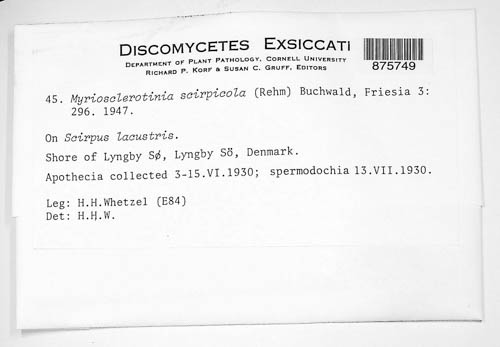 DISCOMYCETES EXSICCATI
DEPARTMENT OF PLANT PATHOLOGY, CORNELL UNIVERSITY
RICHARD P. KORF & SUSAN C. GRUFF, EDITORS
875749
45. Myriosclerotinia scirpicola (Rehm) Buchwald, Friesia 3:
296. 1947.
On Scirpus lacustris.
Shore of Lyngby Sø, Lyngby Sö, Denmark.
Apothecia collected 3-15.VI.1930; spermodochia 13.VII.1930.
Leg: H.H.Whetzel (E84)
Det: H.H.W.